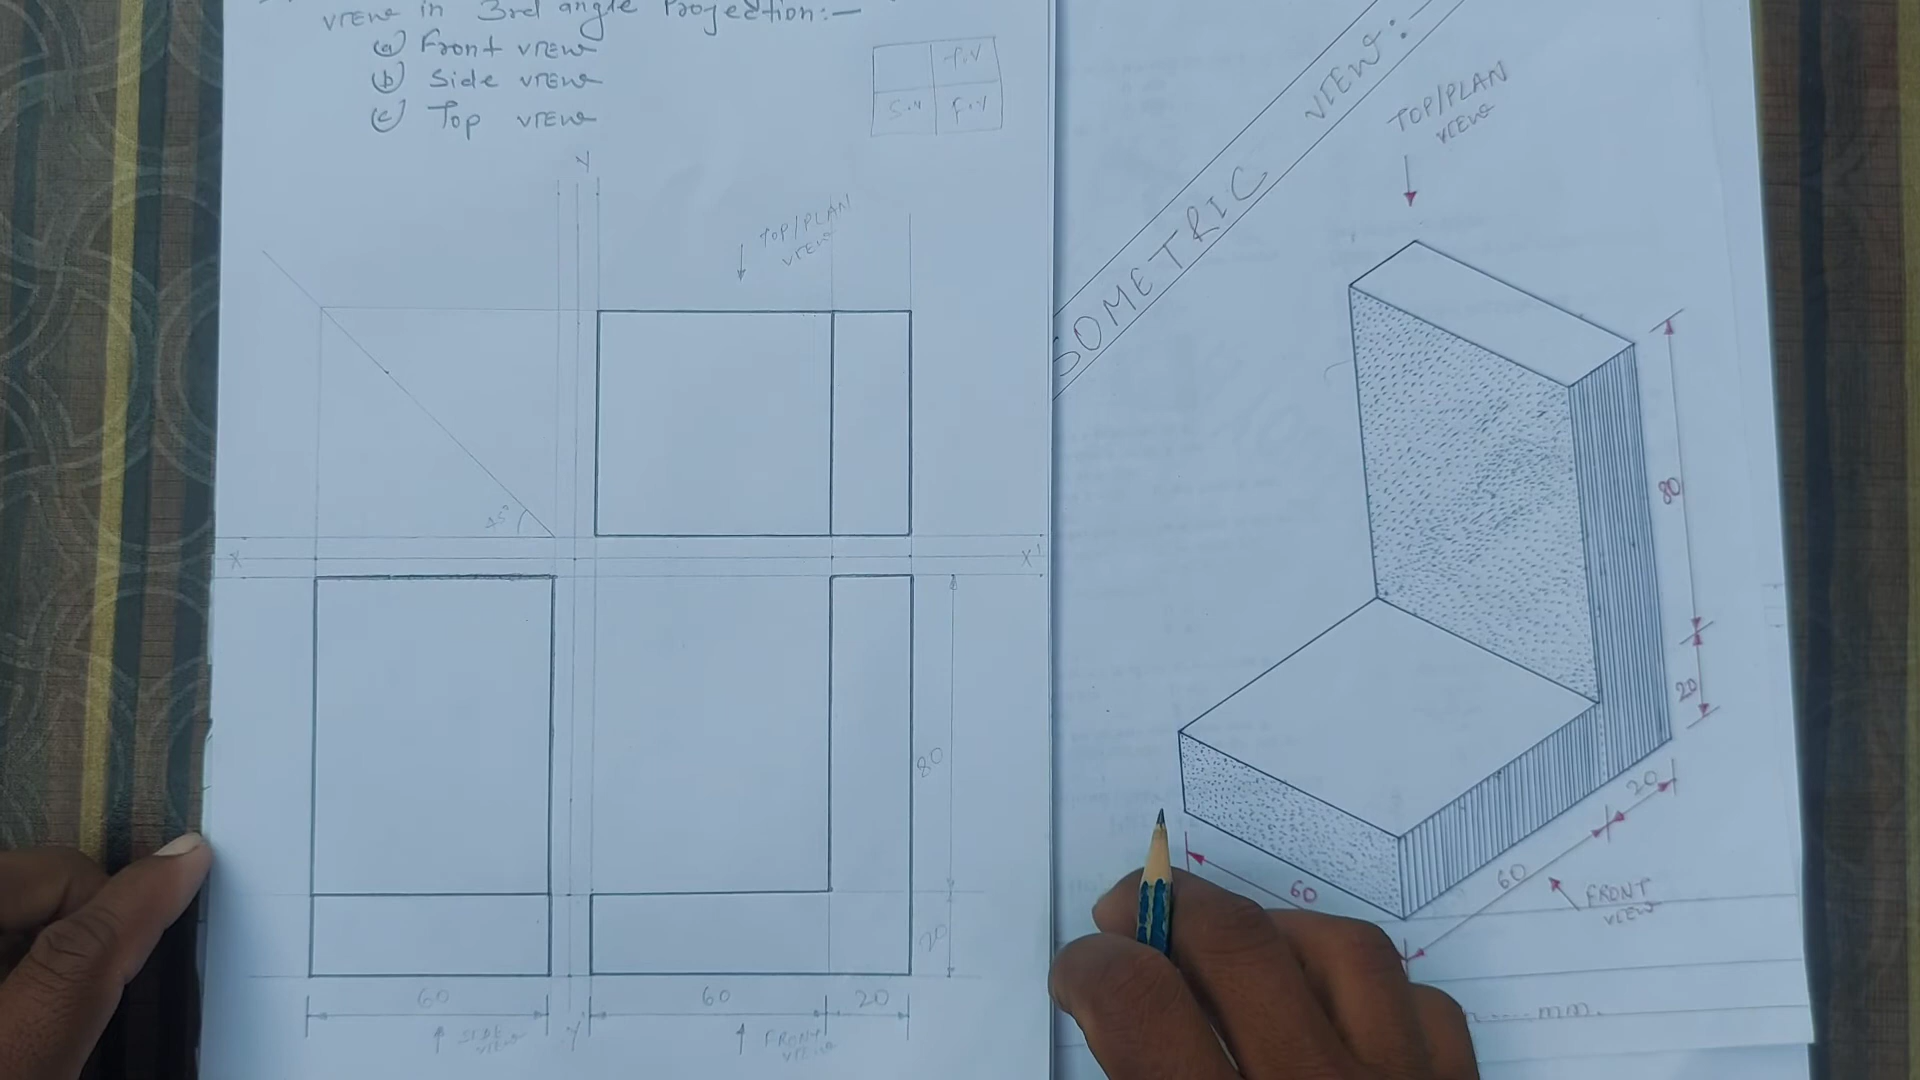 view in 3rd angle Projection:-
(a) Front view
(b) Side view
(c) Top view
T.V
S.V F.V
Y
TOP/PLAN
VIEW
45°
X X'
80
20
60 60 20
SIDE
VIEW
Y'
FRONT
VIEW
SOMETRIC VIEW:-
TOP/PLAN
VIEW
80
20
20
60
60
FRONT
VIEW
mm.